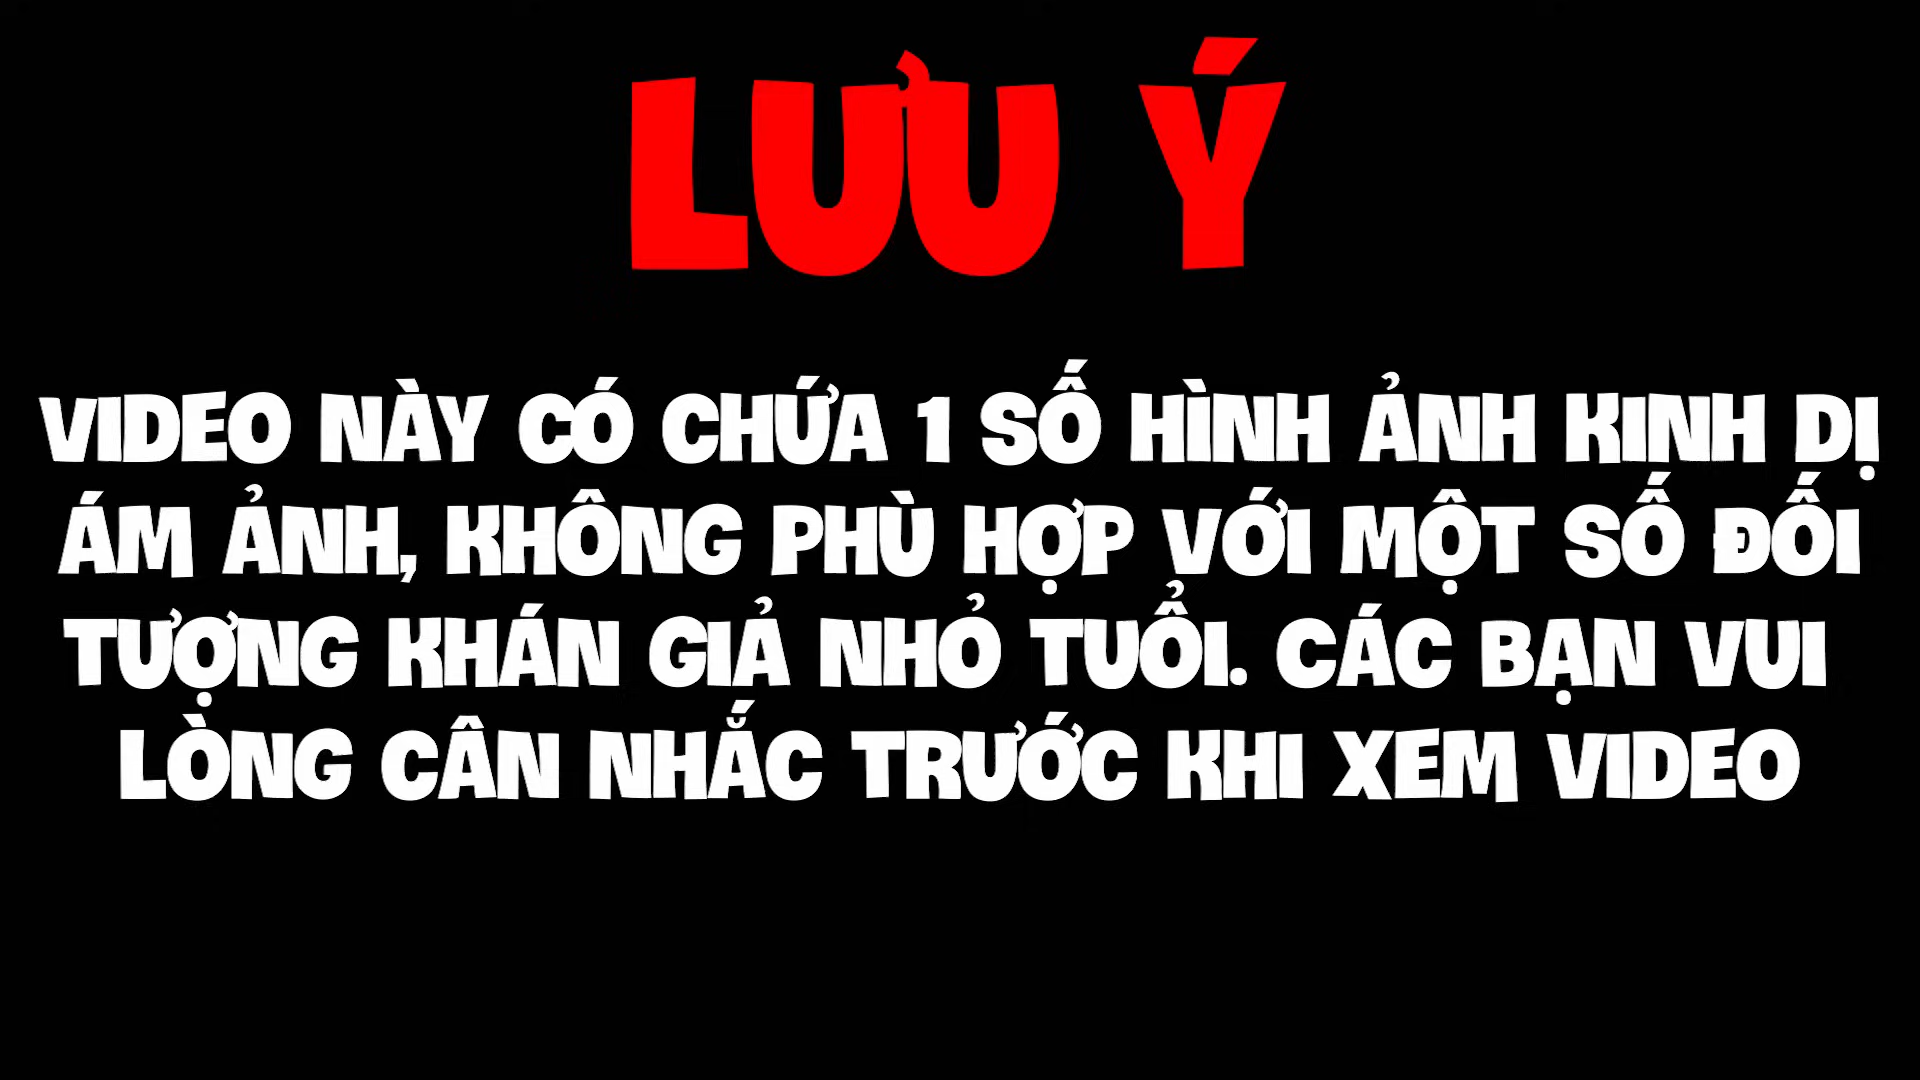 LƯU Ý
VIDEO NÀY CÓ CHỨA 1 SỐ HÌNH ẢNH KINH DỊ
ÁM ẢNH, KHÔNG PHÙ HỢP VỚI MỘT SỐ ĐỐI
TƯỢNG KHÁN GIẢ NHỎ TUỔI. CÁC BẠN VUI
LÒNG CÂN NHẮC TRƯỚC KHI XEM VIDEO